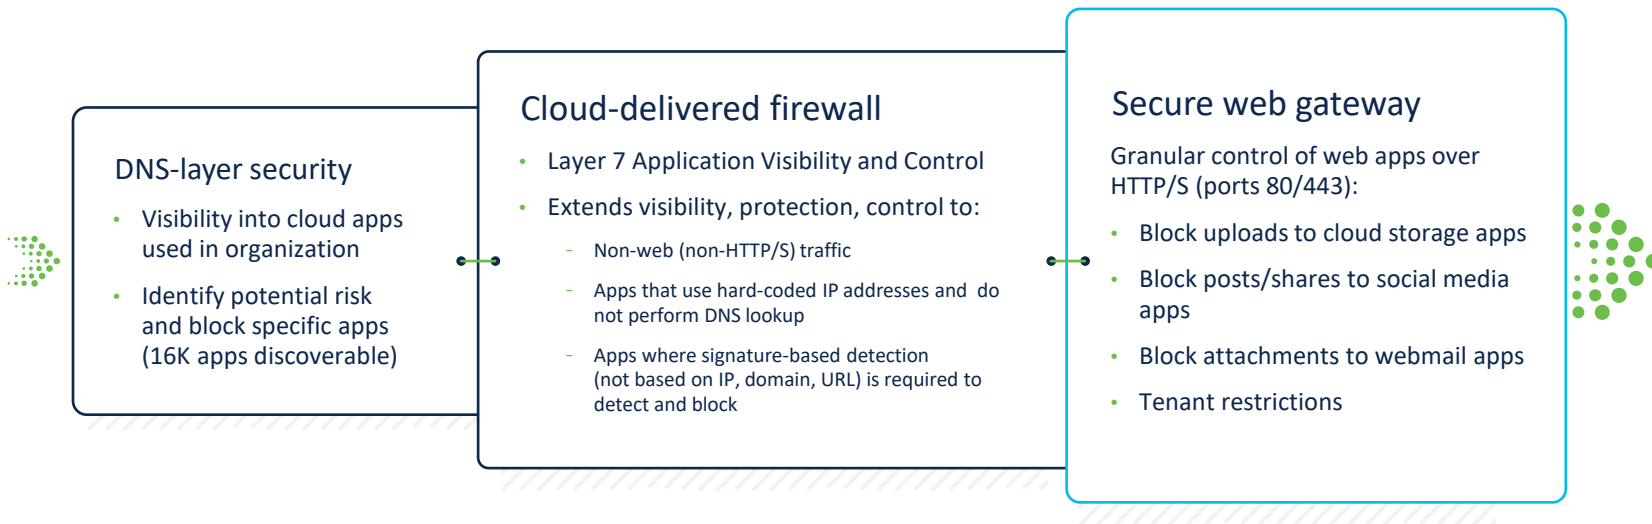 DNS-layer security
• Visibility into cloud apps
used in organization
• Identify potential risk
and block specific apps
(16K apps discoverable)
Cloud-delivered firewall
• Layer 7 Application Visibility and Control
• Extends visibility, protection, control to:
– Non-web (non-HTTP/S) traffic
– Apps that use hard-coded IP addresses and do
not perform DNS lookup
– Apps where signature-based detection
(not based on IP, domain, URL) is required to
detect and block
Secure web gateway
Granular control of web apps over
HTTP/S (ports 80/443):
• Block uploads to cloud storage apps
• Block posts/shares to social media
apps
• Block attachments to webmail apps
• Tenant restrictions